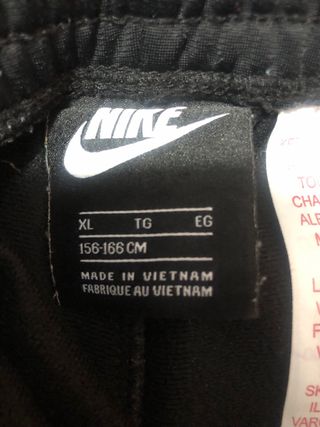 NIKE
XL TG EG
156-166 CM
MADE IN VIETNAM
FABRIQUE AU VIETNAM